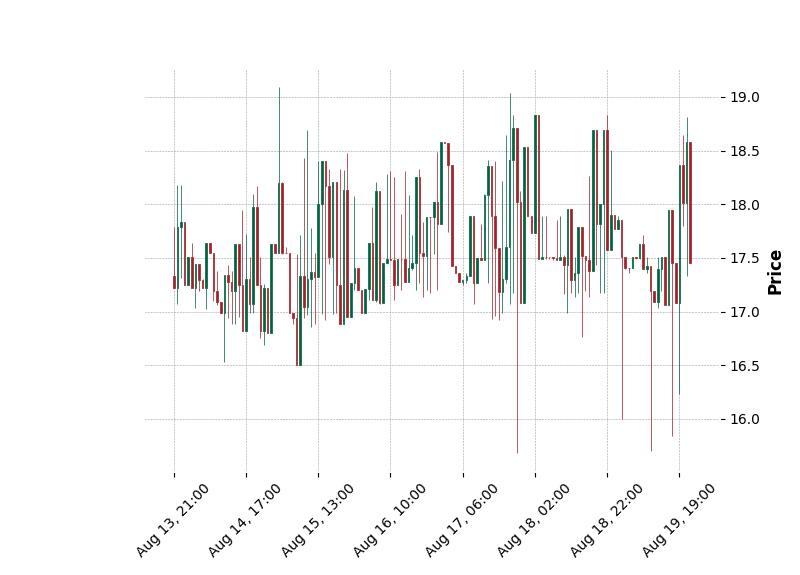 19.0
18.5
18.0
17.5
17.0
16.5
16.0
Price
Aug 13, 21:00
Aug 14, 17:00
Aug 15, 13:00
Aug 16, 10:00
Aug 17, 06:00
Aug 18, 02:00
Aug 18, 22:00
Aug 19, 19:00